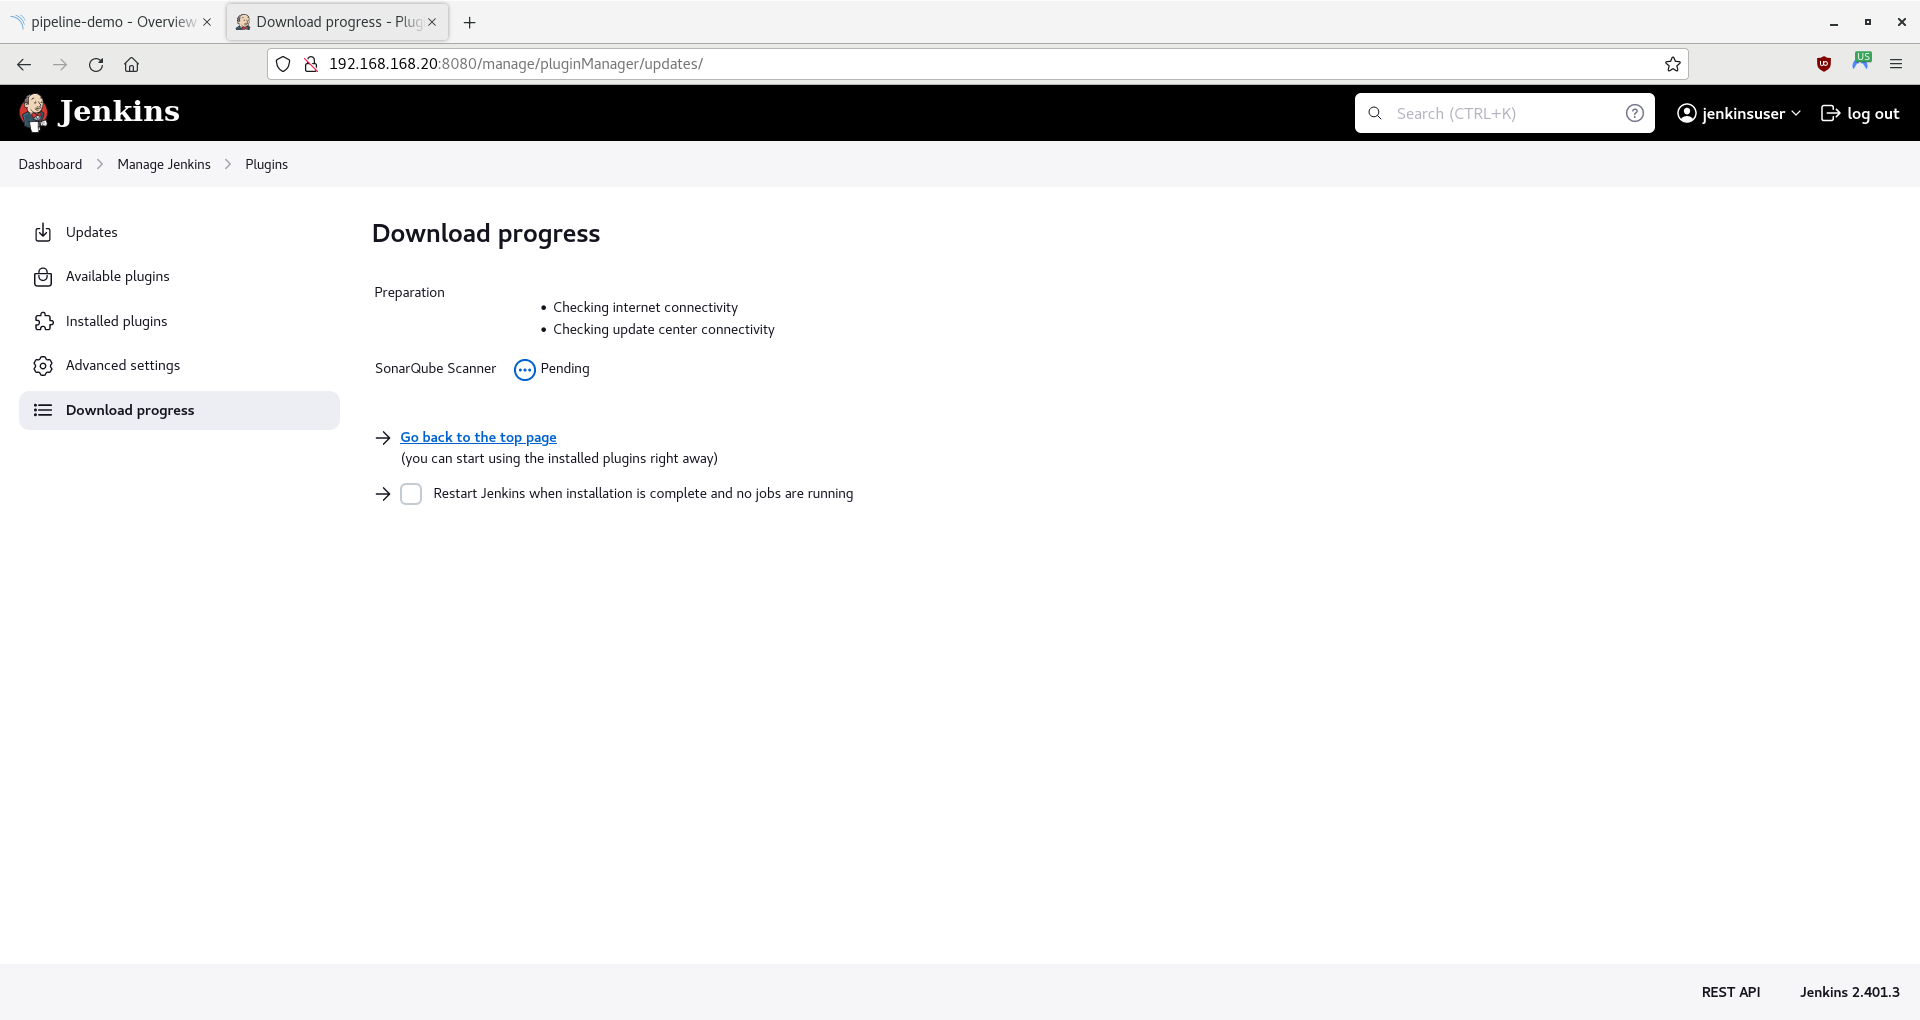 pipeline-demo - Overview
Download progress - Plug
192.168.168.20:8080/manage/pluginManager/updates/
US
Jenkins
Search (CTRL+K)
?
jenkinsuser
log out
Dashboard
Manage Jenkins
Plugins
Updates
Available plugins
Installed plugins
Advanced settings
Download progress
Download progress
Preparation
• Checking internet connectivity
• Checking update center connectivity
SonarQube Scanner
Pending
Go back to the top page
(you can start using the installed plugins right away)
Restart Jenkins when installation is complete and no jobs are running
REST API
Jenkins 2.401.3